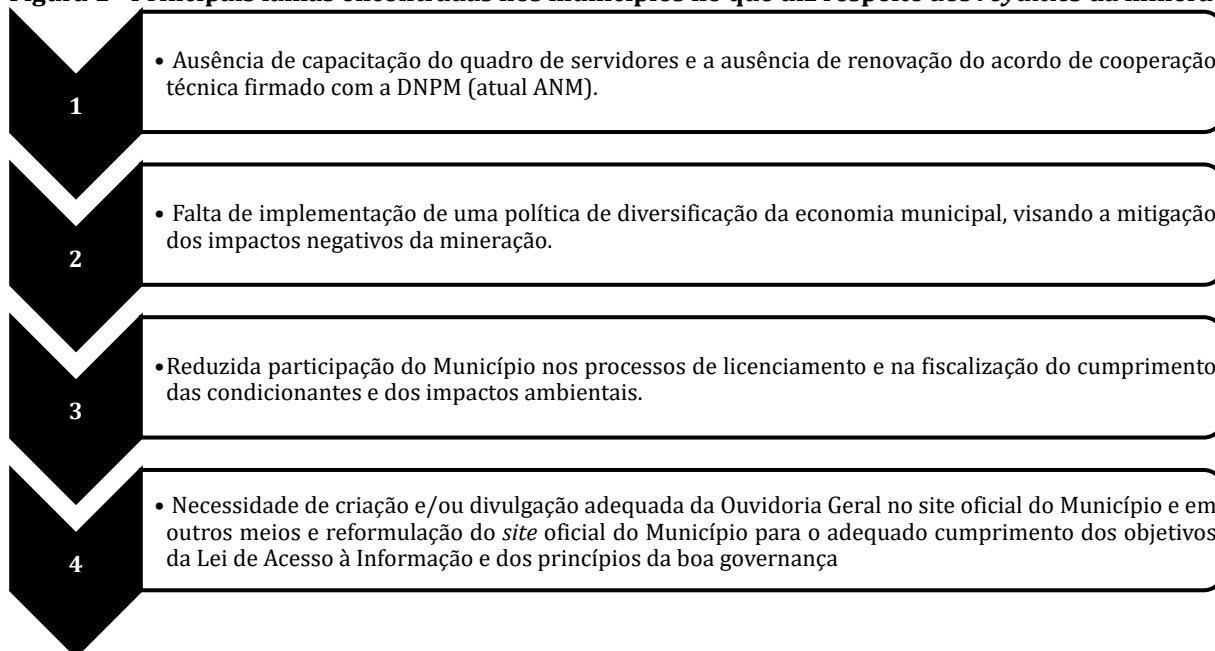 1
• Ausência de capacitação do quadro de servidores e a ausência de renovação do acordo de cooperação
técnica firmado com a DNPM (atual ANM).
2
• Falta de implementação de uma política de diversificação da economia municipal, visando a mitigação
dos impactos negativos da mineração.
3
•Reduzida participação do Município nos processos de licenciamento e na fiscalização do cumprimento
das condicionantes e dos impactos ambientais.
4
• Necessidade de criação e/ou divulgação adequada da Ouvidoria Geral no site oficial do Município e em
outros meios e reformulação do site oficial do Município para o adequado cumprimento dos objetivos
da Lei de Acesso à Informação e dos princípios da boa governança